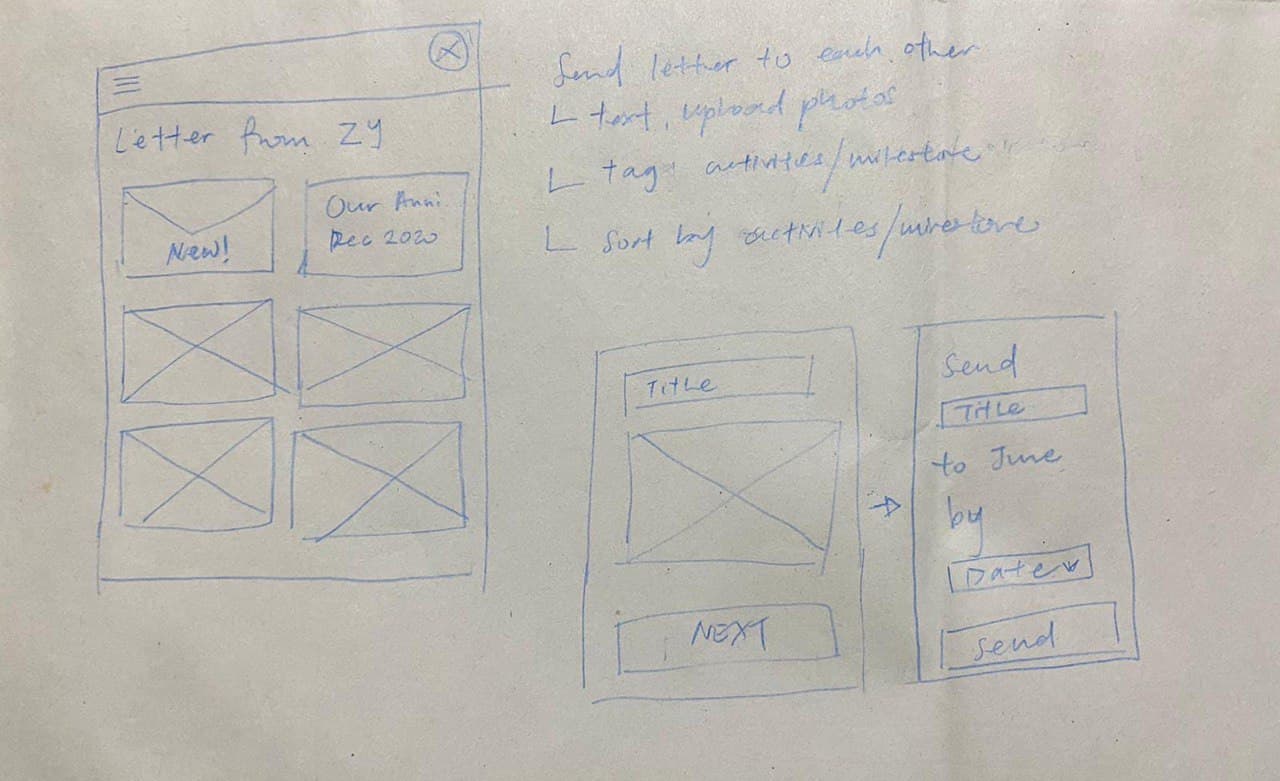 Letter from ZY
New!
Our Anni
Dec 2020
Send letter to each other
text, upload photos
tag activities/milestone
sort by activities/milestone
Title
NEXT
Send
Title
to June
by
Date
Send